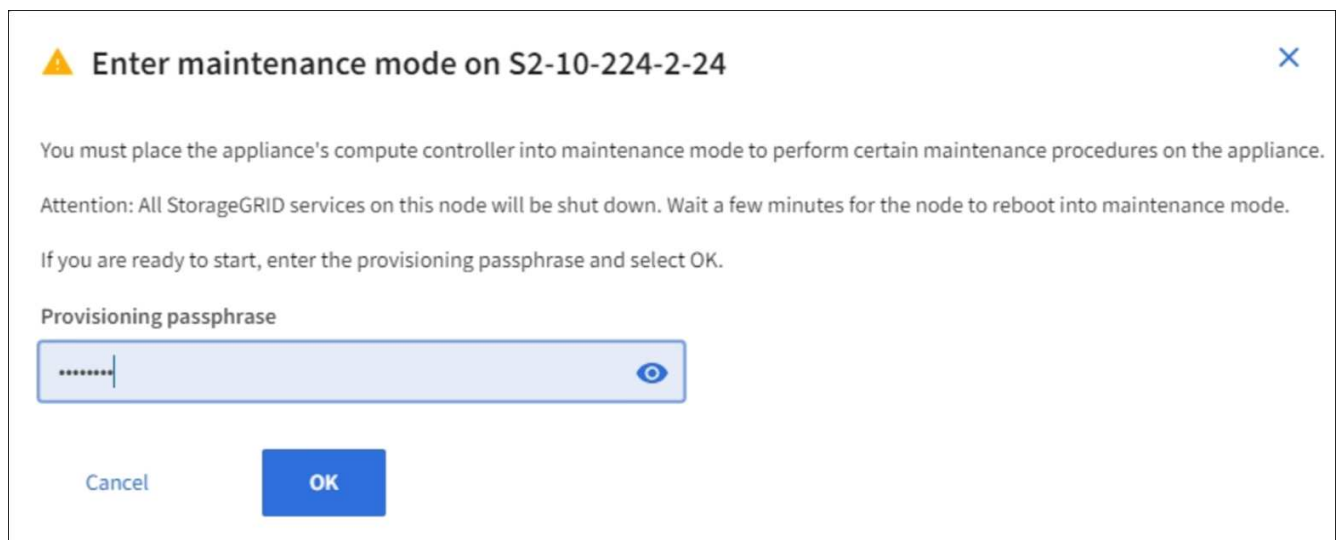 Enter maintenance mode on S2-10-224-2-24
You must place the appliance's compute controller into maintenance mode to perform certain maintenance procedures on the appliance.
Attention: All StorageGRID services on this node will be shut down. Wait a few minutes for the node to reboot into maintenance mode.
If you are ready to start, enter the provisioning passphrase and select OK.
Provisioning passphrase
••••••••
Cancel OK